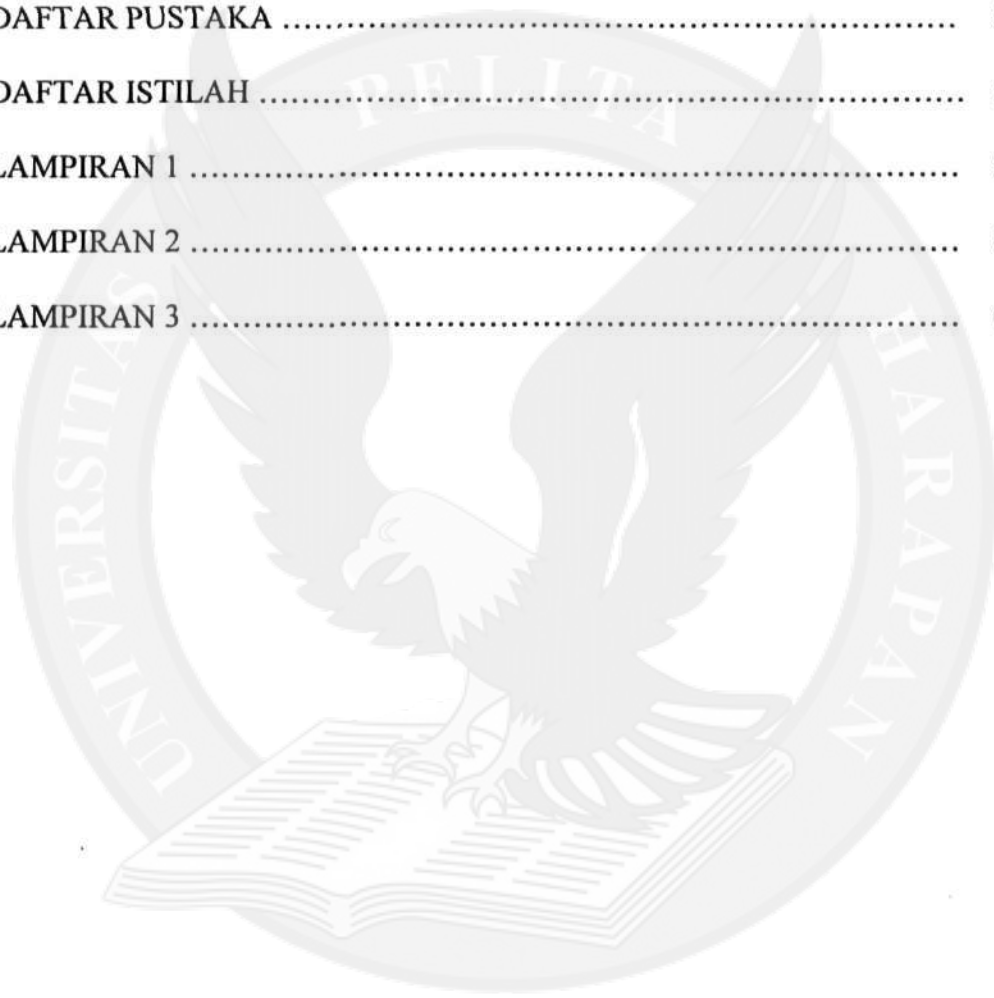 DAFTAR PUSTAKA ..........................................................................
DAFTAR ISTILAH ..........................................................................
LAMPIRAN 1 ..........................................................................
LAMPIRAN 2 ..........................................................................
LAMPIRAN 3 ..........................................................................
UNIVERSITAS PELITA HARAPAN